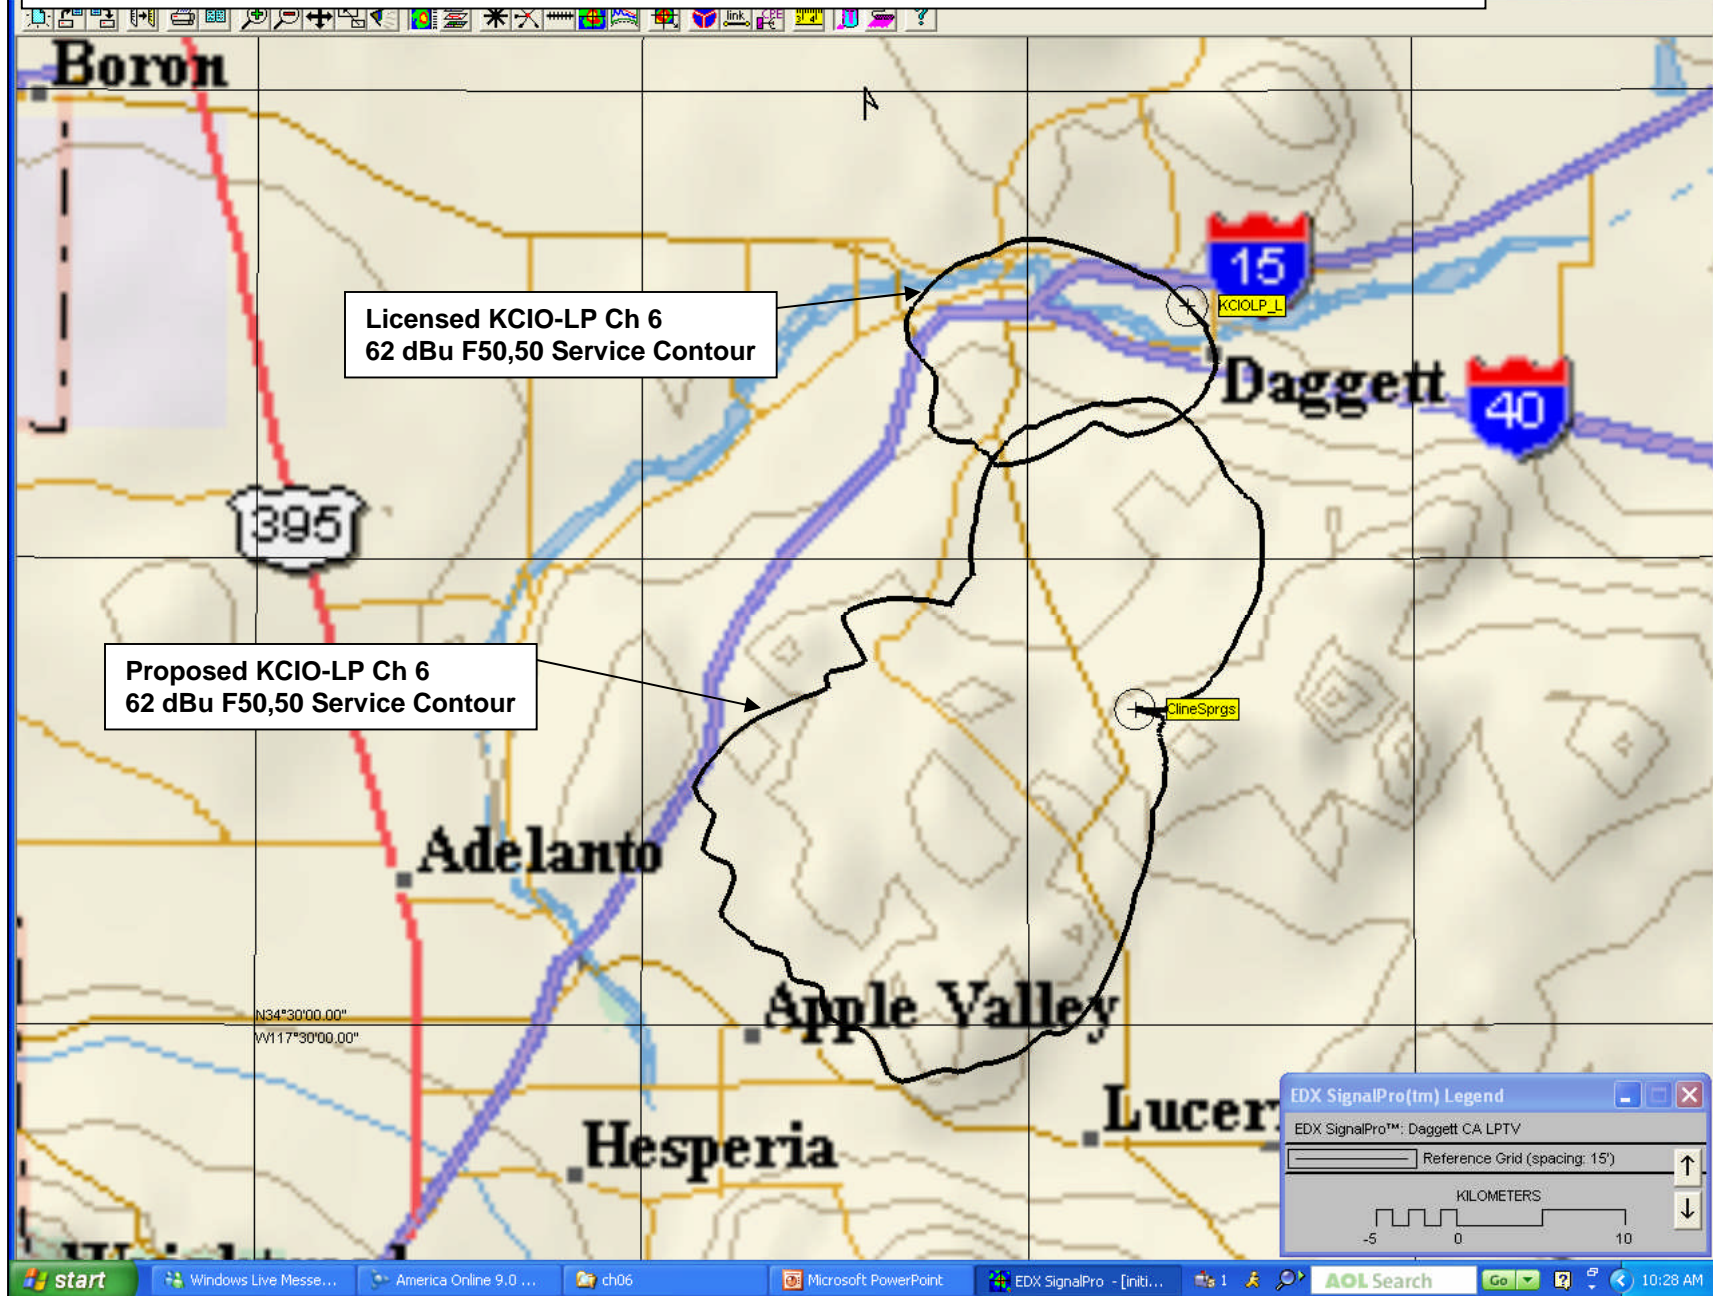 link
?
Boron
15
KCIOLP_L
Licensed KCIO-LP Ch 6
62 dBu F50,50 Service Contour
Daggett
40
395
Proposed KCIO-LP Ch 6
62 dBu F50,50 Service Contour
ClineSprgs
Adelanto
Apple Valley
N34°30'00.00"
W117°30'00.00"
Hesperia
Lucer
EDX SignalPro(tm) Legend
EDX SignalPro™: Daggett CA LPTV
Reference Grid (spacing: 15')
KILOMETERS
-5 0 10
start
Windows Live Messe...
America Online 9.0 ...
ch06
Microsoft PowerPoint
EDX SignalPro - [initi...
1
AOL Search
Go
?
10:28 AM